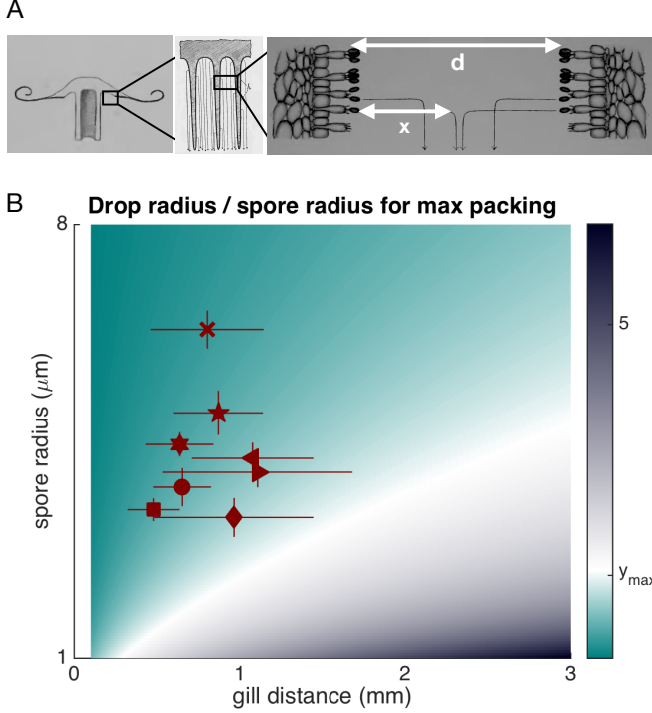 A
d
x
B
Drop radius / spore radius for max packing
8
spore radius (μm)
1
5
ymax
0
1
2
3
gill distance (mm)